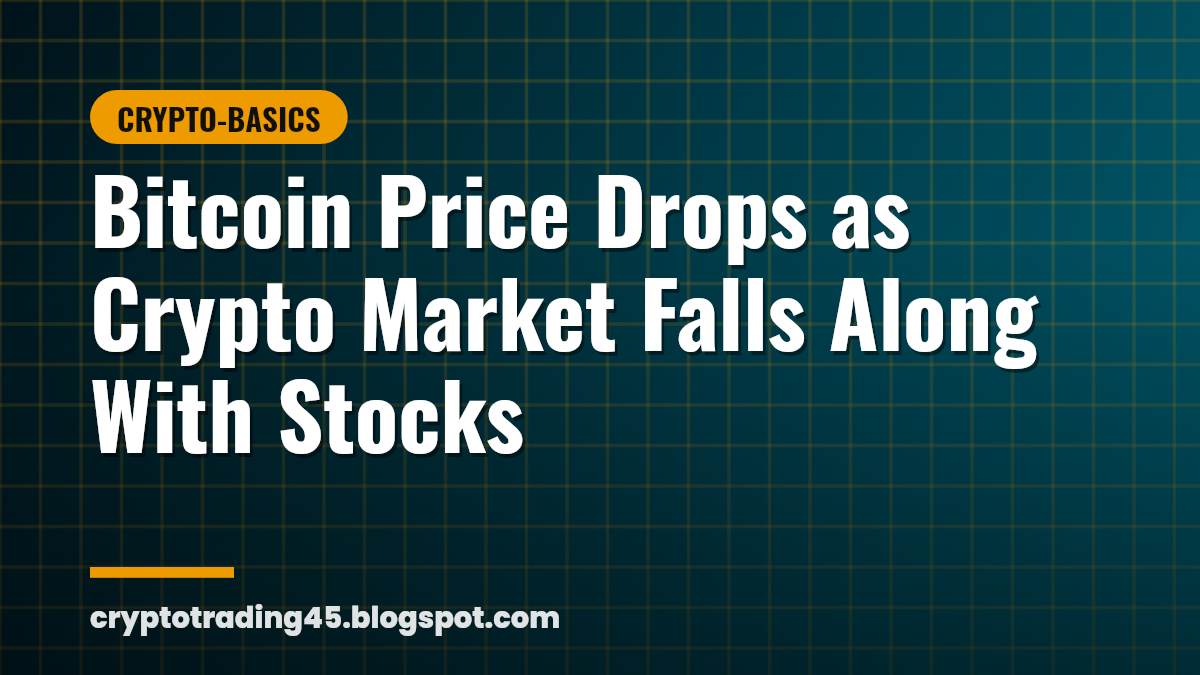 CRYPTO-BASICS
Bitcoin Price Drops as
Crypto Market Falls Along
With Stocks
cryptotrading45.blogspot.com